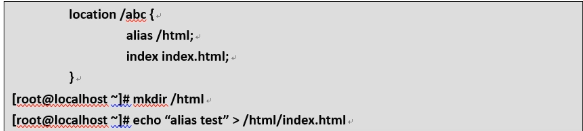 location /abc {
alias /html;
index index.html;
}
[root@localhost ~]# mkdir /html
[root@localhost ~]# echo “alias test” > /html/index.html